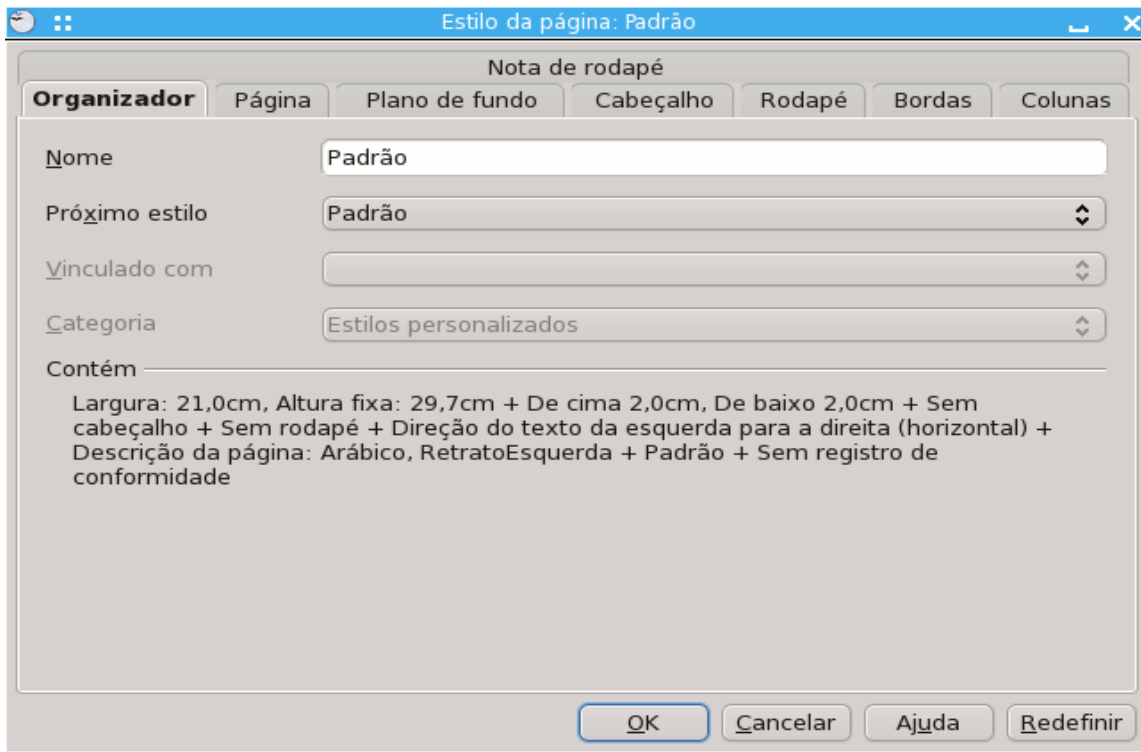 Estilo da página: Padrão
Nota de rodapé
Organizador Página Plano de fundo Cabeçalho Rodapé Bordas Colunas
Nome Padrão
Próximo estilo Padrão
Vinculado com
Categoria Estilos personalizados
Contém
Largura: 21,0cm, Altura fixa: 29,7cm + De cima 2,0cm, De baixo 2,0cm + Sem
cabeçalho + Sem rodapé + Direção do texto da esquerda para a direita (horizontal) +
Descrição da página: Arábico, RetratoEsquerda + Padrão + Sem registro de
conformidade
OK Cancelar Ajuda Redefinir